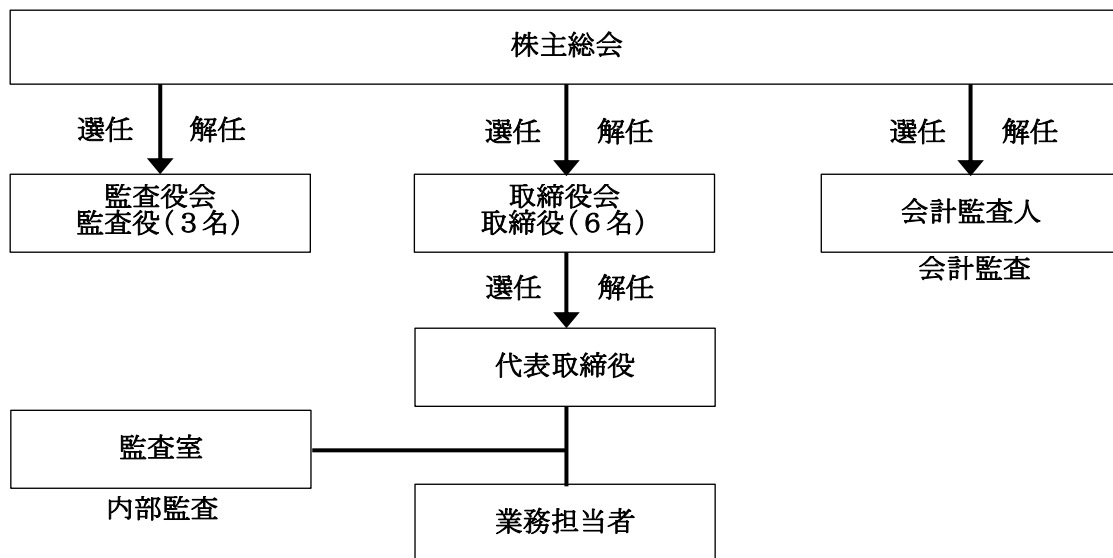 株主総会
選任 解任
選任 解任
選任 解任
監査役会
監査役(3名)
取締役会
取締役(6名)
会計監査人
会計監査
選任 解任
代表取締役
監査室
内部監査
業務担当者